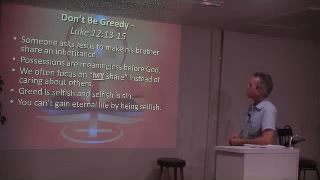 Don't Be Greedy –
Luke 12:13-15
• Someone asks Jesus to make his brother
share an inheritance.
• Possessions are meaningless before God.
• We often focus on "MY share" instead of
caring about others.
• Greed is selfish and selfish is sin.
• You can't gain eternal life by being selfish.